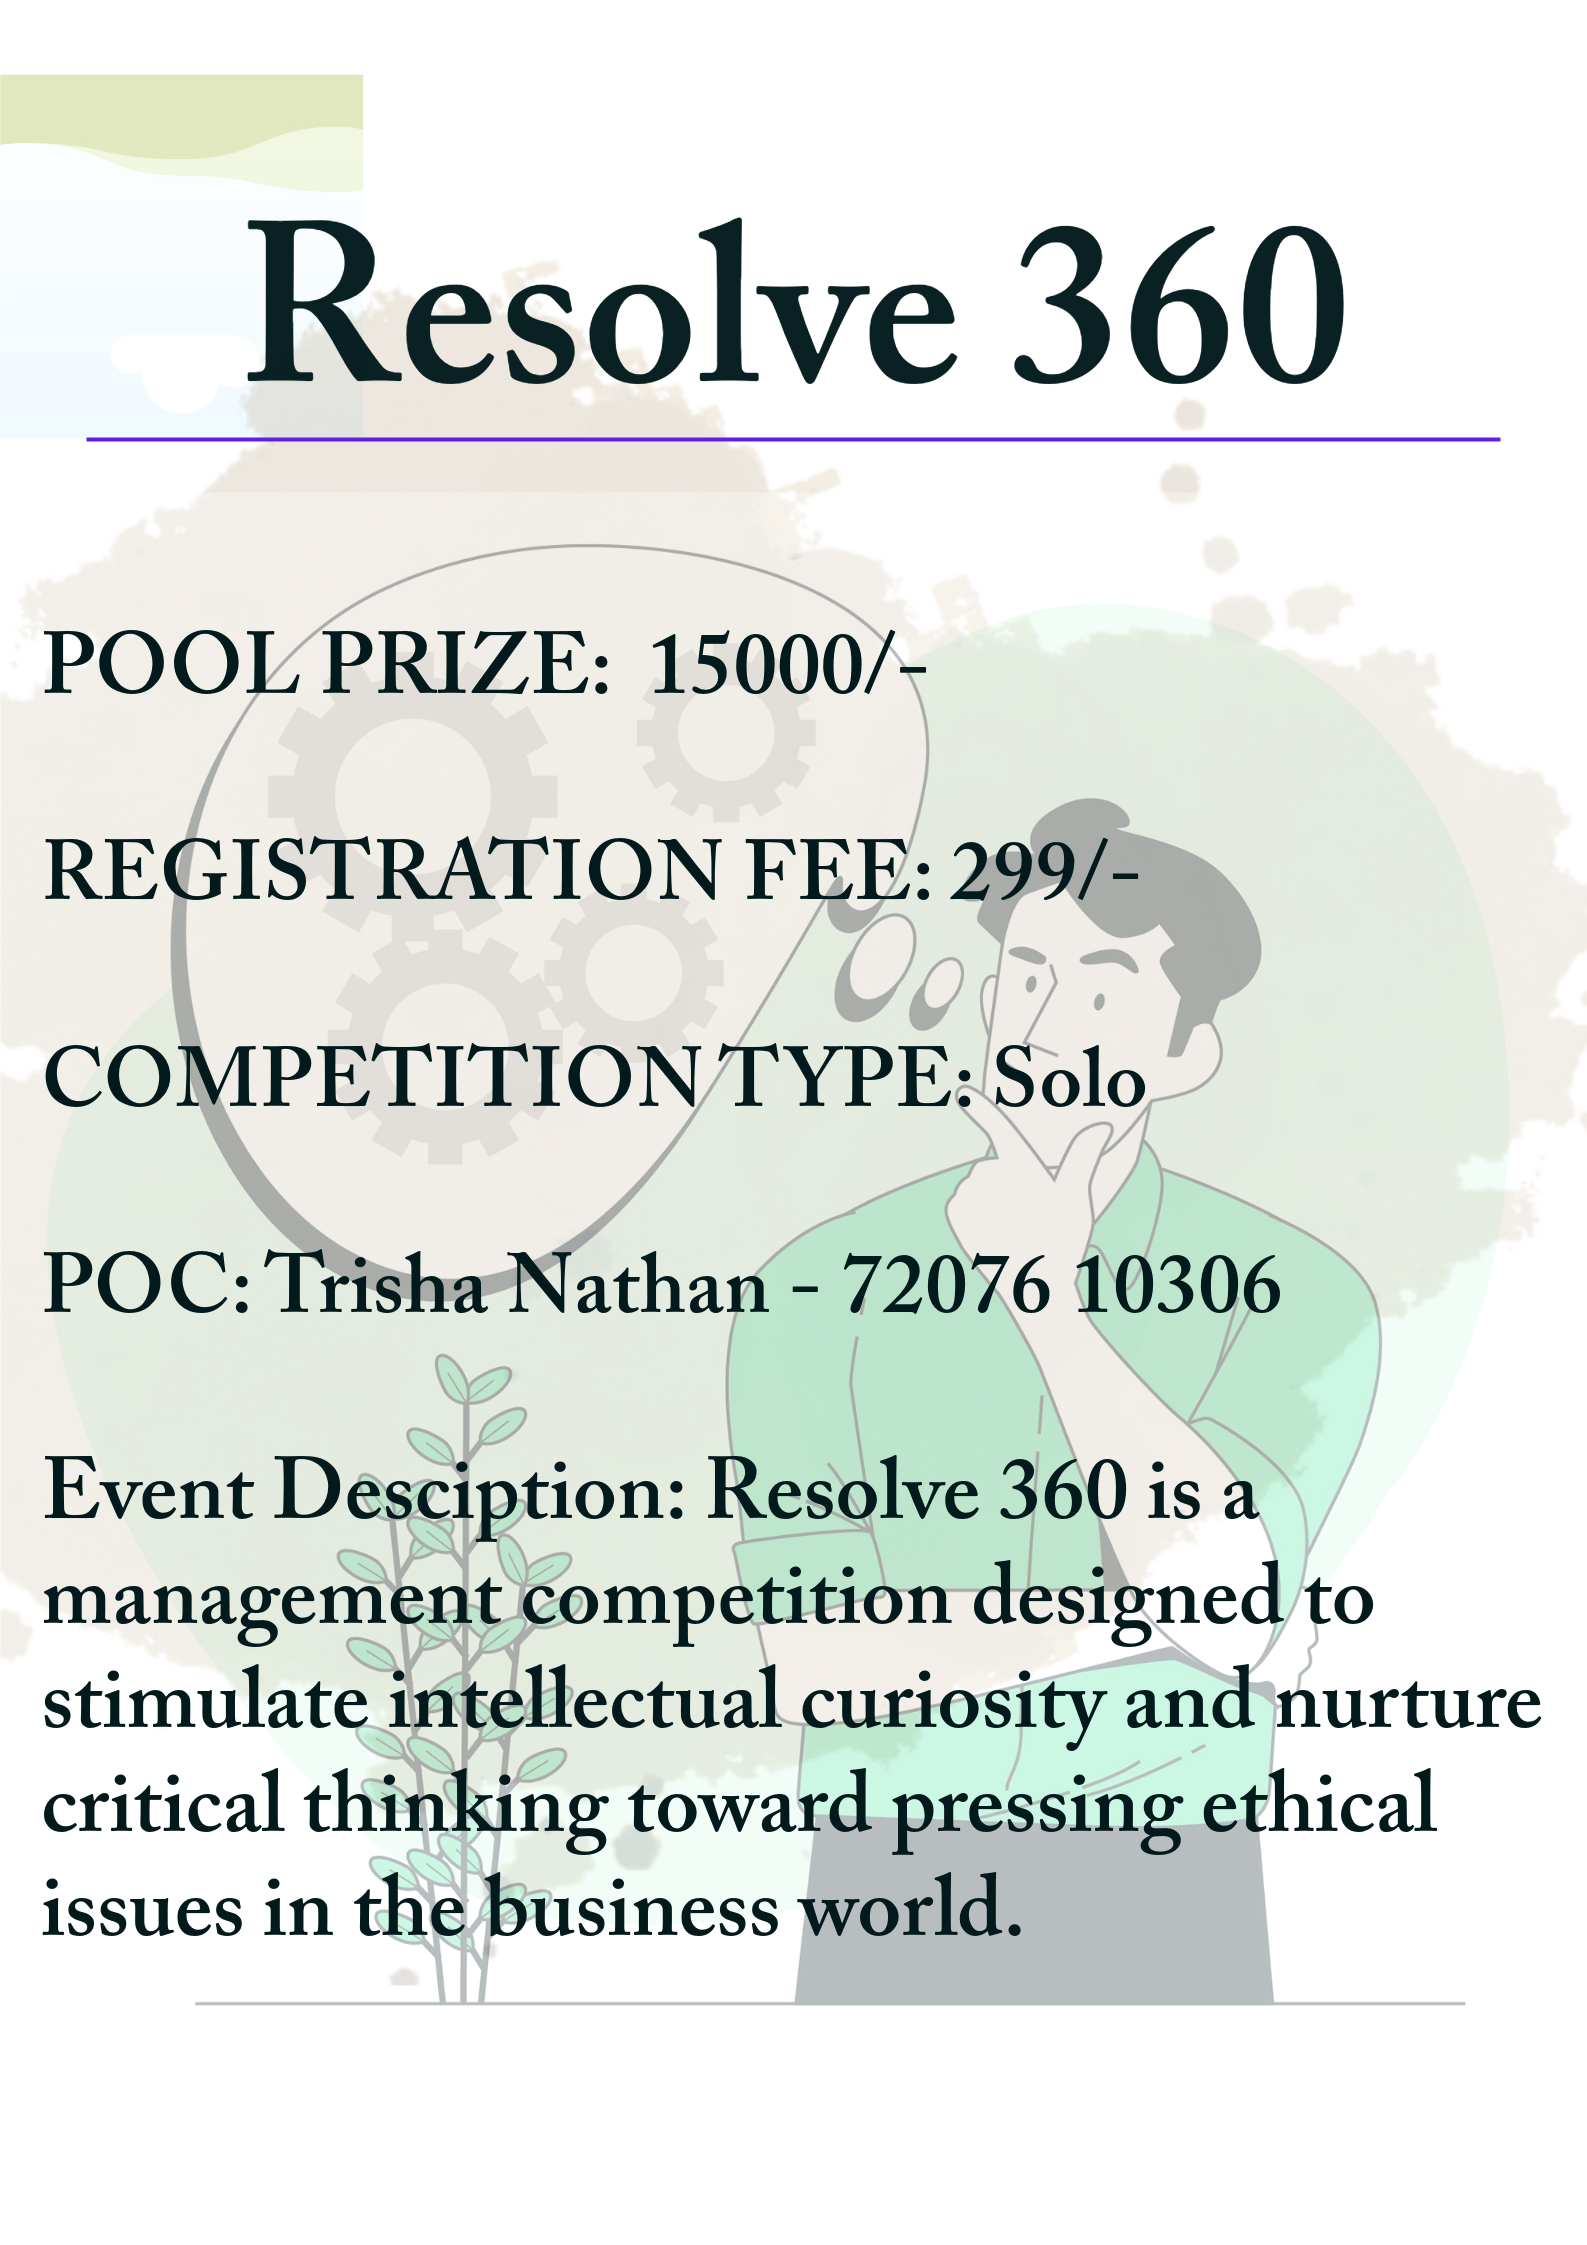 Resolve 360
POOL PRIZE: 15000/-
REGISTRATION FEE: 299/-
COMPETITION TYPE: Solo
POC: Trisha Nathan - 72076 10306
Event Desciption: Resolve 360 is a
management competition designed to
stimulate intellectual curiosity and nurture
critical thinking toward pressing ethical
issues in the business world.